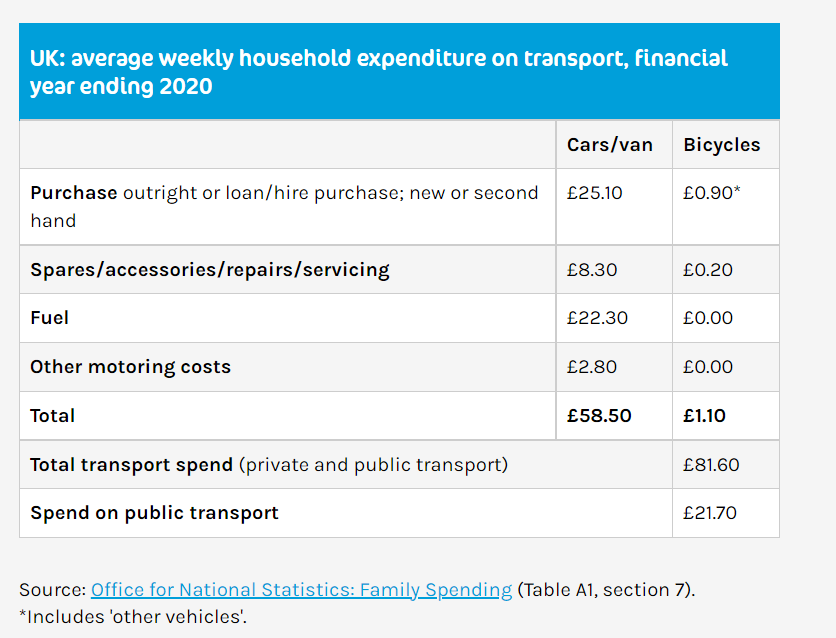 UK: average weekly household expenditure on transport, financial
year ending 2020
Cars/van Bicycles
Purchase outright or loan/hire purchase; new or second £25.10 £0.90*
hand
Spares/accessories/repairs/servicing £8.30 £0.20
Fuel £22.30 £0.00
Other motoring costs £2.80 £0.00
Total £58.50 £1.10
Total transport spend (private and public transport) £81.60
Spend on public transport £21.70
Source: Office for National Statistics: Family Spending (Table A1, section 7).
*Includes 'other vehicles'.